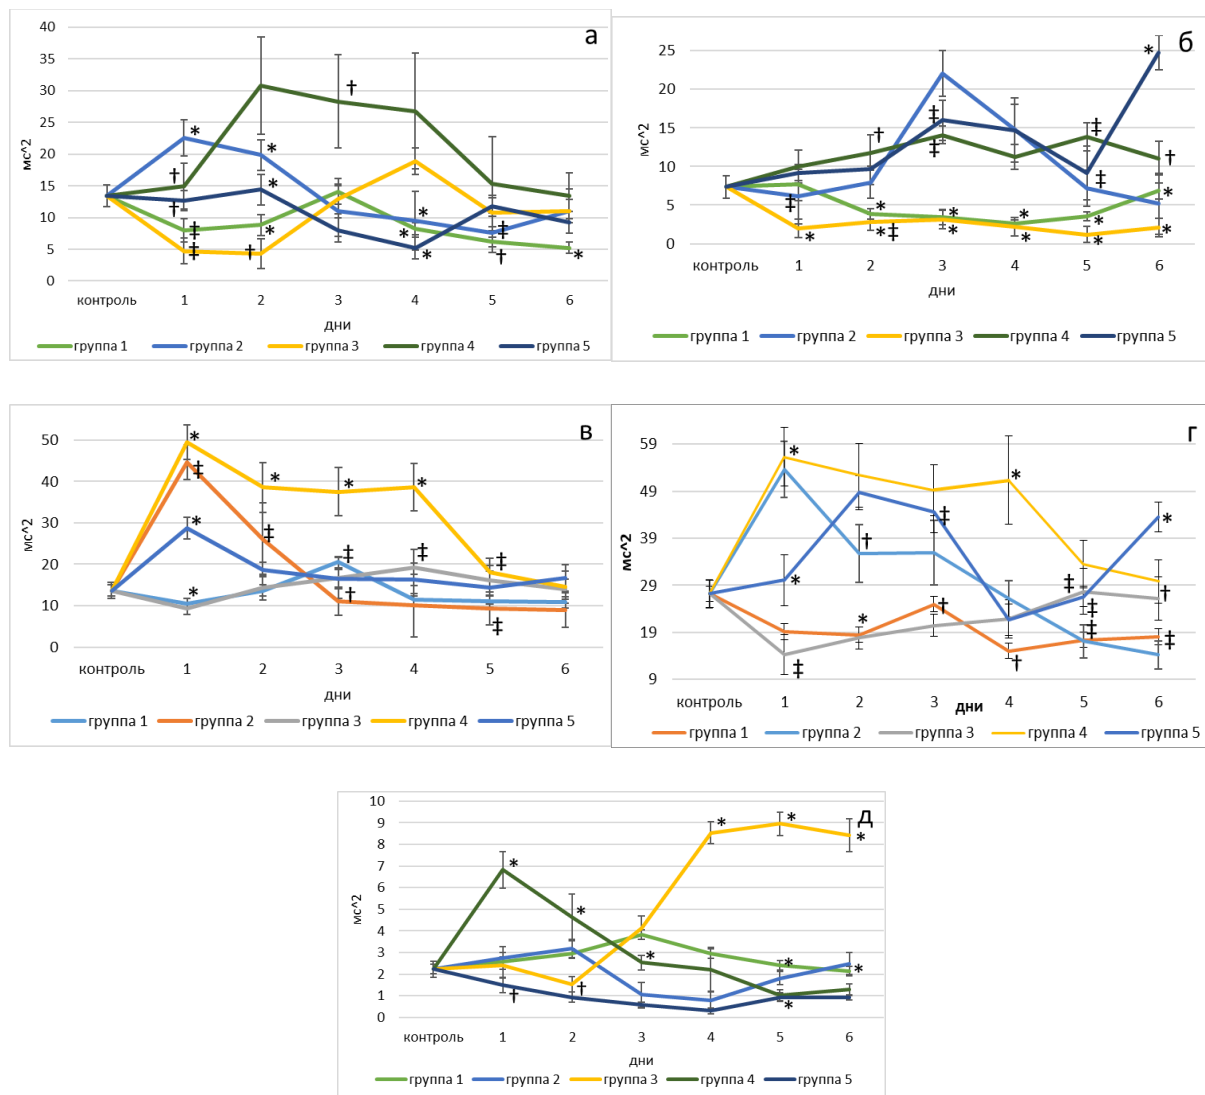 а
40
35
30
25
20
15
10
5
0
мс^2
* * † † * * ‡ ‡ * † † * * * ‡ † *
контроль 1 2 3 4 5 6
дни
группа 1 группа 2 группа 3 группа 4 группа 5
б
25
20
15
10
5
0
мс^2
* † ‡ ‡ ‡ † ‡ ‡ * * * * * * * ‡ * * * *
контроль 1 2 3 4 5 6
дни
группа 1 группа 2 группа 3 группа 4 группа 5
в
50
40
30
20
10
0
мс^2
* ‡ * * * * * ‡ ‡ † ‡ ‡ ‡
контроль 1 2 3 4 5 6
дни
группа 1 группа 2 группа 3 группа 4 группа 5
г
59
49
39
29
19
9
мс^2
* * ‡ † * * † * ‡ † ‡ ‡ ‡ † ‡
контроль 1 2 3 4 5 6
дни
группа 1 группа 2 группа 3 группа 4 группа 5
д
10
9
8
7
6
5
4
3
2
1
0
мс^2
* * * * * * † † * * *
контроль 1 2 3 4 5 6
дни
группа 1 группа 2 группа 3 группа 4 группа 5